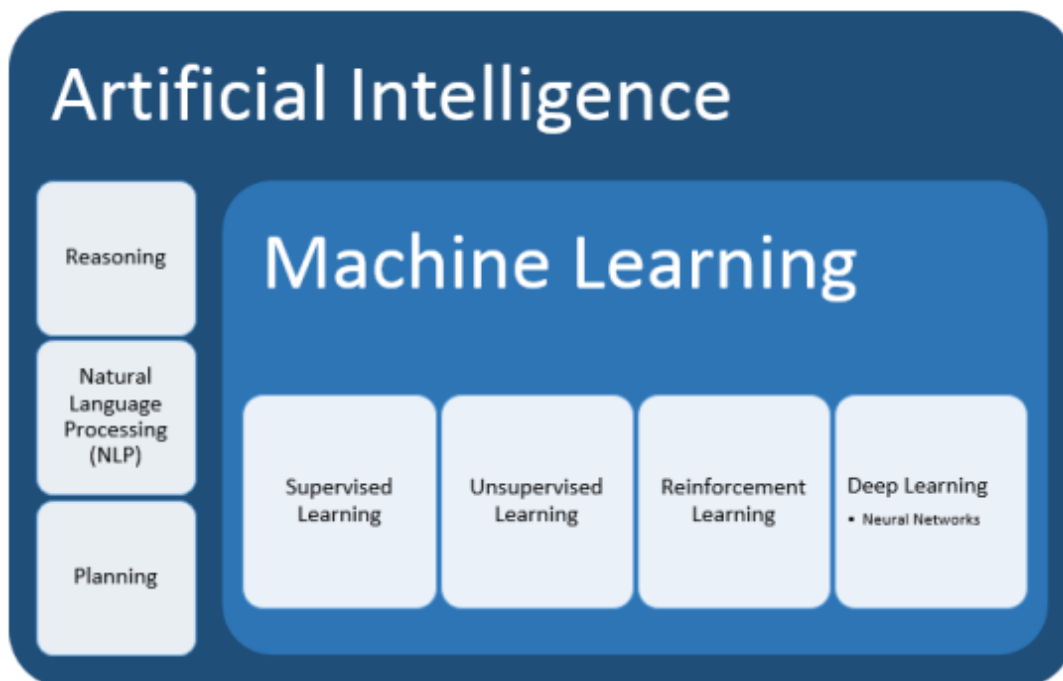 Artificial Intelligence
Reasoning
Natural
Language
Processing
(NLP)
Planning
Machine Learning
Supervised
Learning
Unsupervised
Learning
Reinforcement
Learning
Deep Learning
▪ Neural Networks